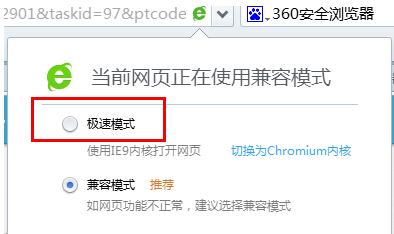 2901&taskid=97&ptcode
360安全浏览器
当前网页正在使用兼容模式
极速模式
使用IE9内核打开网页 切换为Chromium内核
兼容模式 推荐
如网页功能不正常，建议选择兼容模式